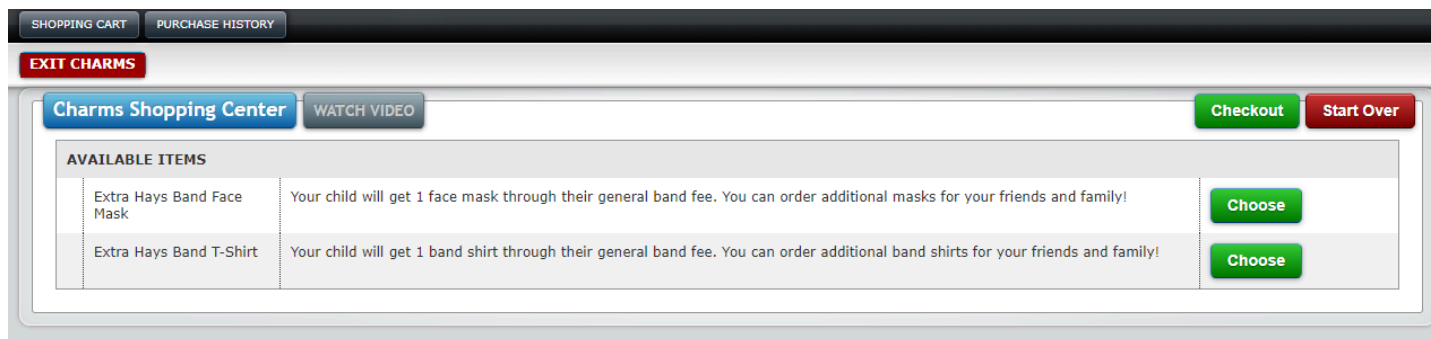 SHOPPING CART PURCHASE HISTORY
EXIT CHARMS
Charms Shopping Center WATCH VIDEO Checkout Start Over
AVAILABLE ITEMS
Extra Hays Band Face Your child will get 1 face mask through their general band fee. You can order additional masks for your friends and family! Choose
Mask
Extra Hays Band T-Shirt Your child will get 1 band shirt through their general band fee. You can order additional band shirts for your friends and family! Choose